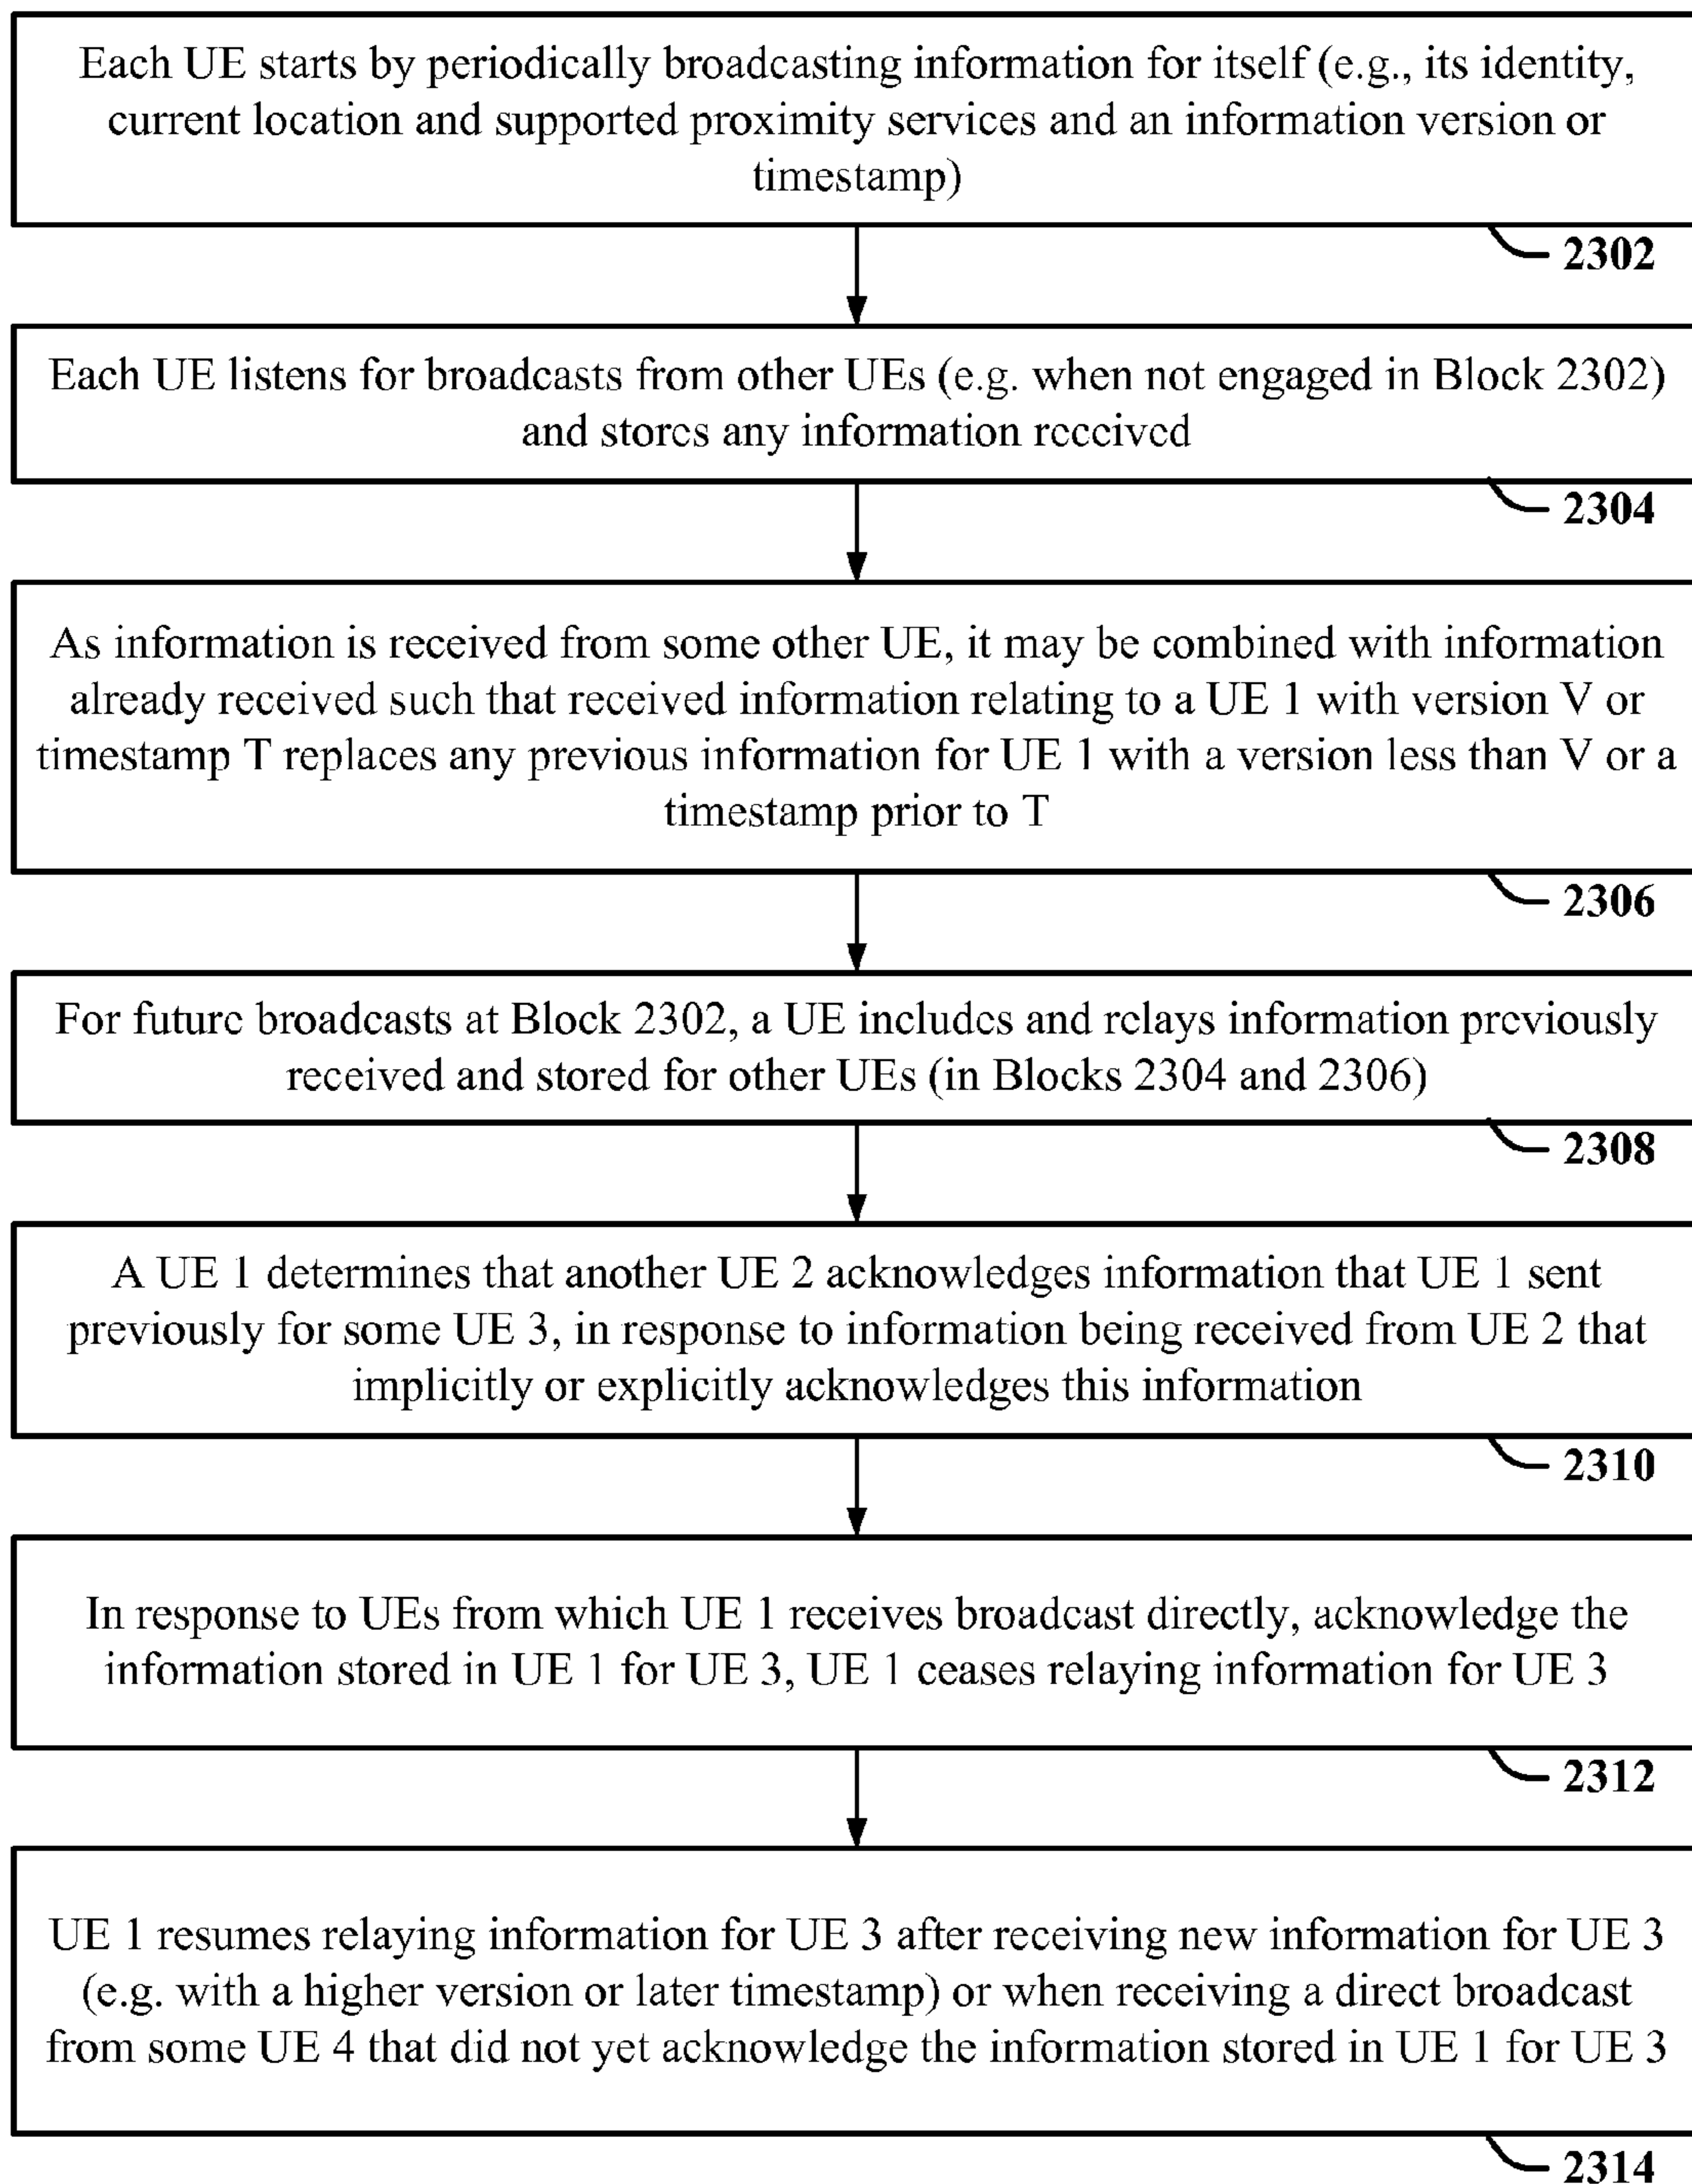 Each UE starts by periodically broadcasting information for itself (e.g., its identity,
current location and supported proximity services and an information version or
timestamp)
2302
Each UE listens for broadcasts from other UEs (e.g. when not engaged in Block 2302)
and stores any information received
2304
As information is received from some other UE, it may be combined with information
already received such that received information relating to a UE 1 with version V or
timestamp T replaces any previous information for UE 1 with a version less than V or a
timestamp prior to T
2306
For future broadcasts at Block 2302, a UE includes and relays information previously
received and stored for other UEs (in Blocks 2304 and 2306)
2308
A UE 1 determines that another UE 2 acknowledges information that UE 1 sent
previously for some UE 3, in response to information being received from UE 2 that
implicitly or explicitly acknowledges this information
2310
In response to UEs from which UE 1 receives broadcast directly, acknowledge the
information stored in UE 1 for UE 3, UE 1 ceases relaying information for UE 3
2312
UE 1 resumes relaying information for UE 3 after receiving new information for UE 3
(e.g. with a higher version or later timestamp) or when receiving a direct broadcast
from some UE 4 that did not yet acknowledge the information stored in UE 1 for UE 3
2314